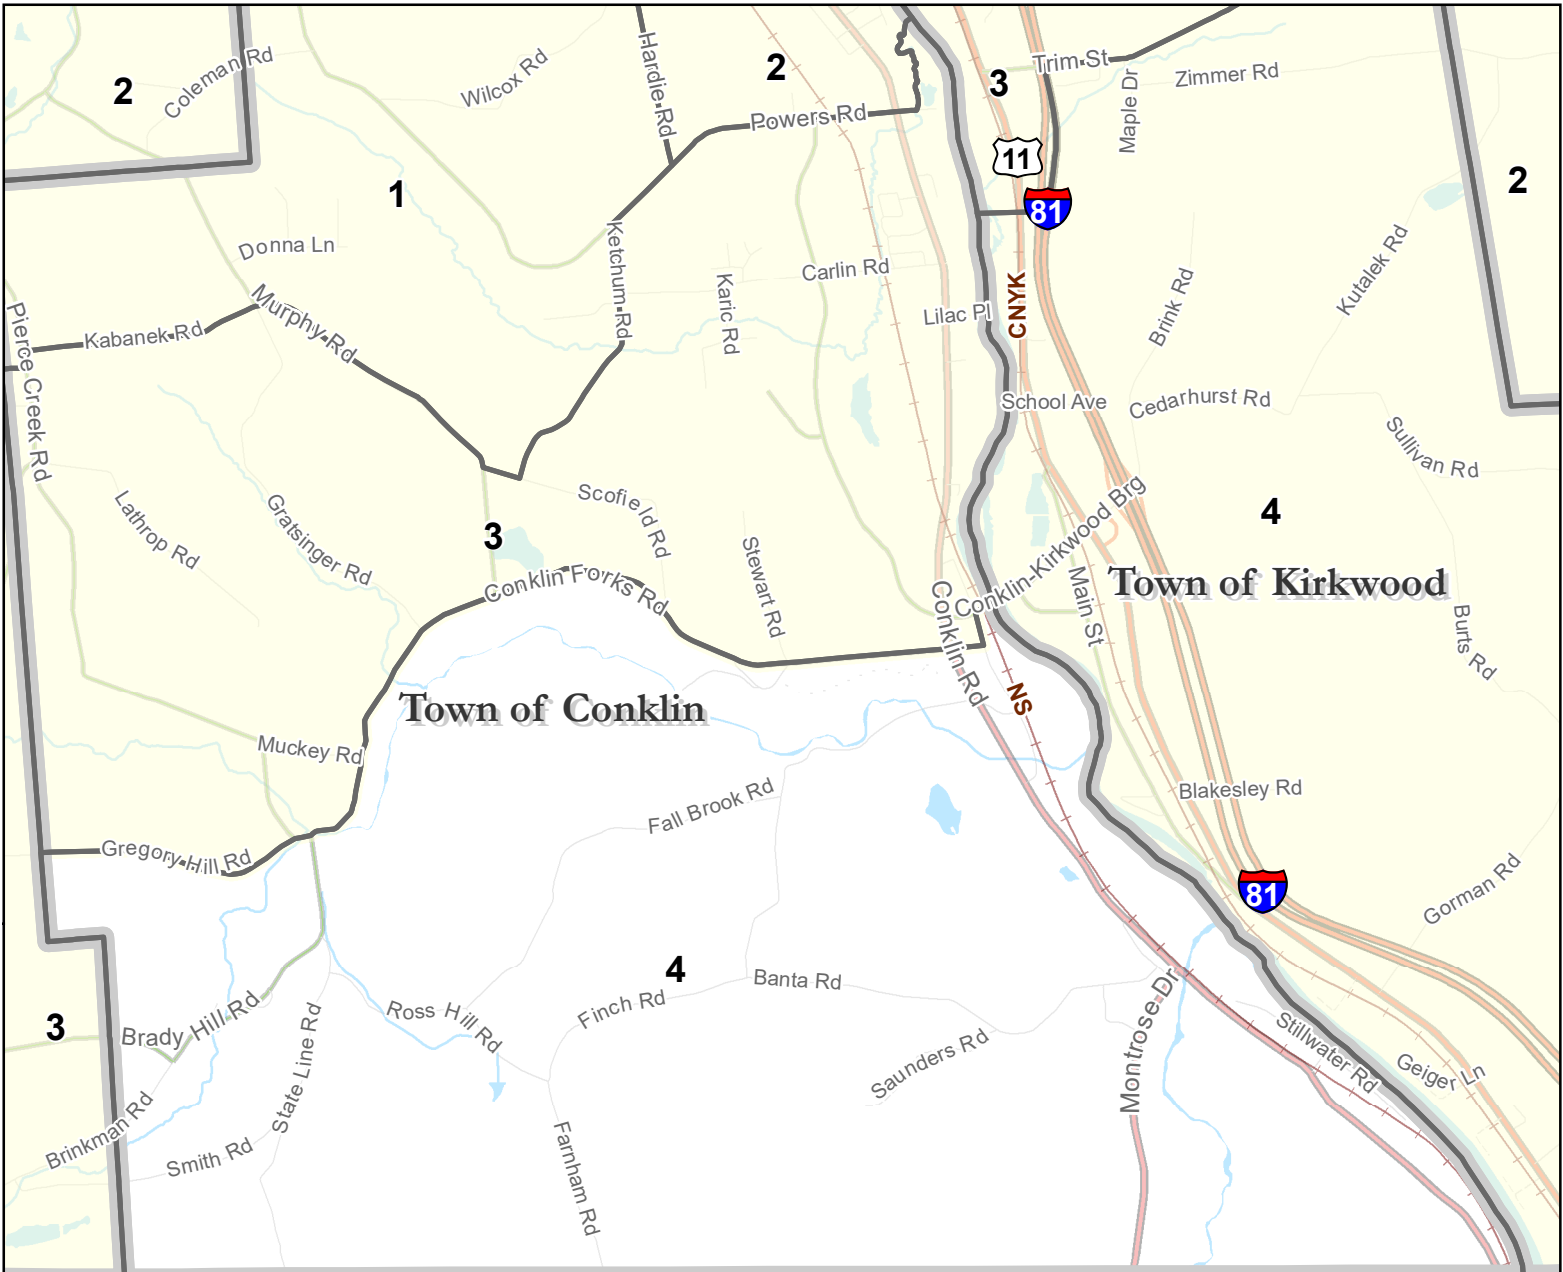 Coleman Rd
2
Wilcox Rd
Hardie Rd
2
Powers Rd
3
Trim St
Maple Dr
Zimmer Rd
11
81
2
1
Donna Ln
Ketchum Rd
Karic Rd
Carlin Rd
Lilac Pl
CNYK
Brink Rd
Kutalek Rd
Pierce Creek Rd
Kabanek Rd
Murphy Rd
School Ave
Cedarhurst Rd
Sullivan Rd
Lathrop Rd
Gratsinger Rd
3
Scofie ld Rd
Stewart Rd
Conklin Forks Rd
Conklin-Kirkwood Brg
4
Town of Kirkwood
Main St
Burts Rd
Conklin Rd
NS
Town of Conklin
Muckey Rd
Fall Brook Rd
Blakesley Rd
Gregory Hill Rd
81
Gorman Rd
4
Banta Rd
Finch Rd
Ross Hill Rd
Brady Hill Rd
3
State Line Rd
Saunders Rd
Montrose Dr
Stillwater Rd
Geiger Ln
Brinkman Rd
Smith Rd
Farnham Rd